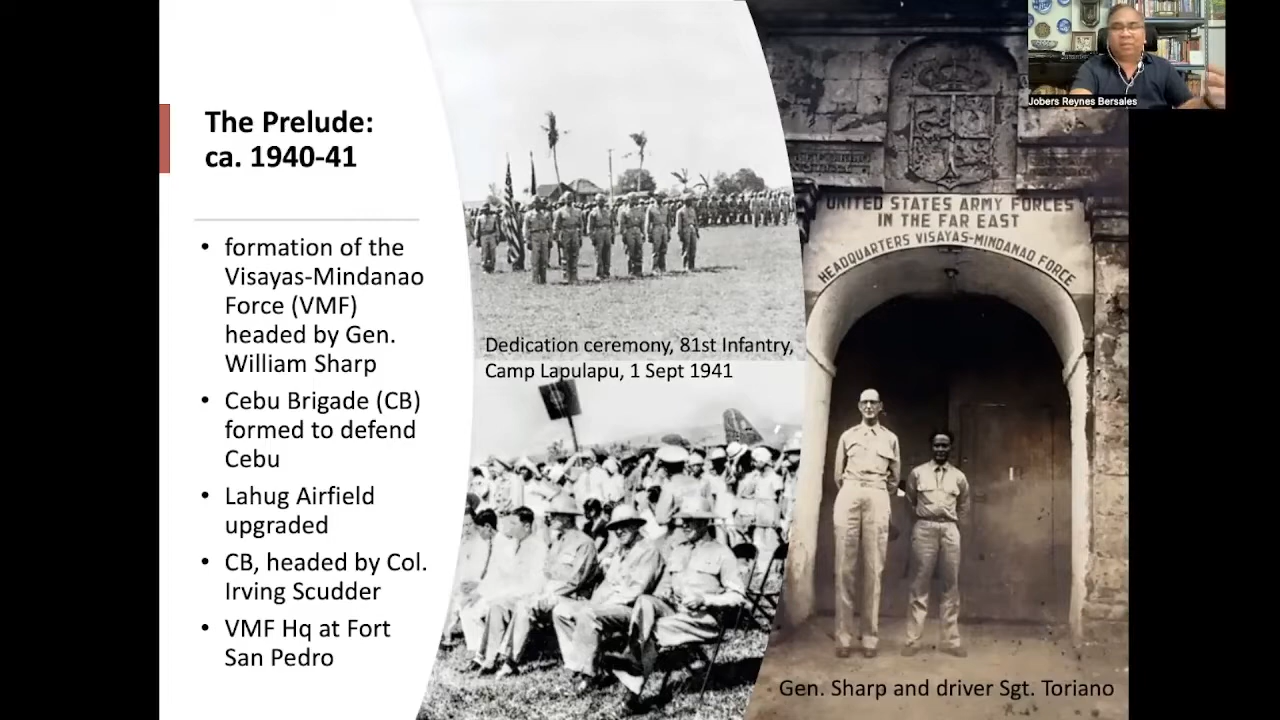 The Prelude:
ca. 1940-41
• formation of the
Visayas-Mindanao
Force (VMF)
headed by Gen.
William Sharp
• Cebu Brigade (CB)
formed to defend
Cebu
• Lahug Airfield
upgraded
• CB, headed by Col.
Irving Scudder
• VMF Hq at Fort
San Pedro
Dedication ceremony, 81st Infantry,
Camp Lapulapu, 1 Sept 1941
UNITED STATES ARMY FORCES
IN THE FAR EAST
HEADQUARTERS VISAYAS-MINDANAO FORCE
Gen. Sharp and driver Sgt. Toriano
Jobers Reynes Bersales